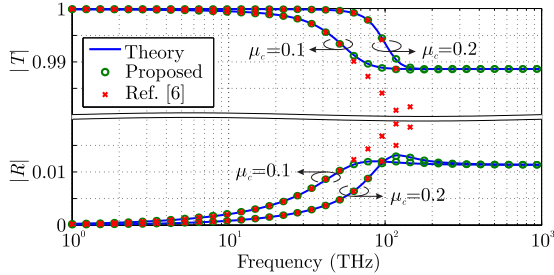 1
|T|
0.99
Theory
Proposed
Ref. [6]
μc=0.1
μc=0.2
|R|
0.01
μc=0.1
μc=0.2
0
10^0
10^1
10^2
10^3
Frequency (THz)